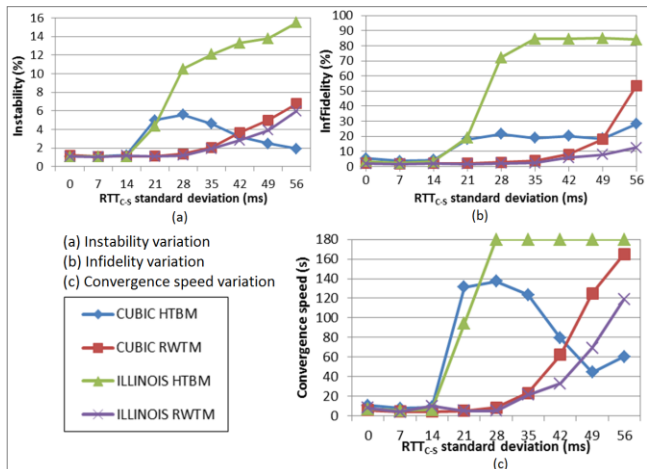 16
14
12
10
8
6
4
2
0
Instability (%)
0 7 14 21 28 35 42 49 56
RTTC-S standard deviation (ms)
(a)
100
90
80
70
60
50
40
30
20
10
0
Inffidelity (%)
0 7 14 21 28 35 42 49 56
RTTC-S standard deviation (ms)
(b)
(a) Instability variation
(b) Infidelity variation
(c) Convergence speed variation
CUBIC HTBM
CUBIC RWTM
ILLINOIS HTBM
ILLINOIS RWTM
180
160
140
120
100
80
60
40
20
0
Convergence speed (s)
0 7 14 21 28 35 42 49 56
RTTC-S standard deviation (ms)
(c)